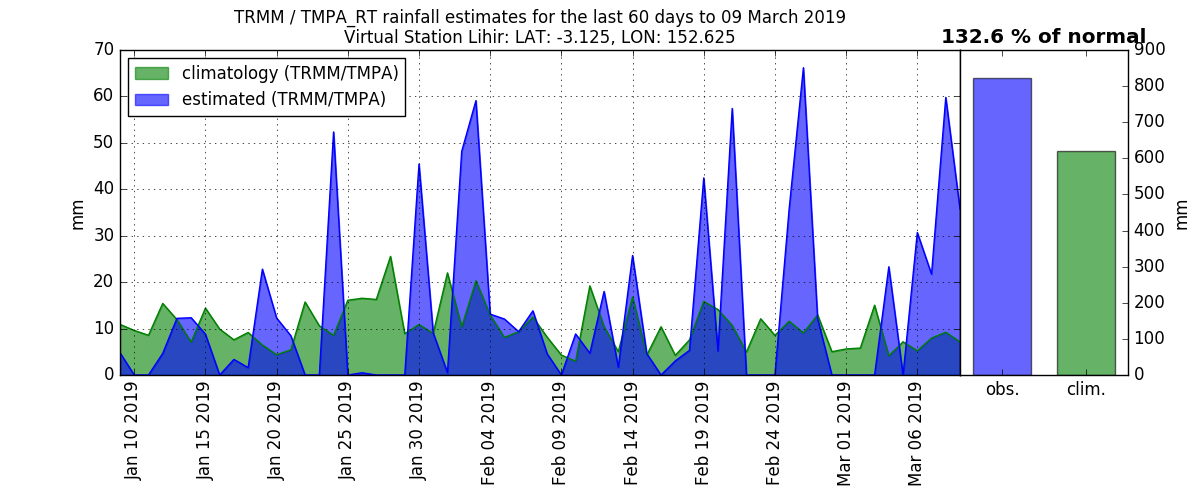 TRMM / TMPA_RT rainfall estimates for the last 60 days to 09 March 2019
Virtual Station Lihir: LAT: -3.125, LON: 152.625
132.6 % of normal
climatology (TRMM/TMPA)
estimated (TRMM/TMPA)
70
60
50
40
30
20
10
0
mm
900
800
700
600
500
400
300
200
100
0
mm
Jan 10 2019
Jan 15 2019
Jan 20 2019
Jan 25 2019
Jan 30 2019
Feb 04 2019
Feb 09 2019
Feb 14 2019
Feb 19 2019
Feb 24 2019
Mar 01 2019
Mar 06 2019
obs.
clim.